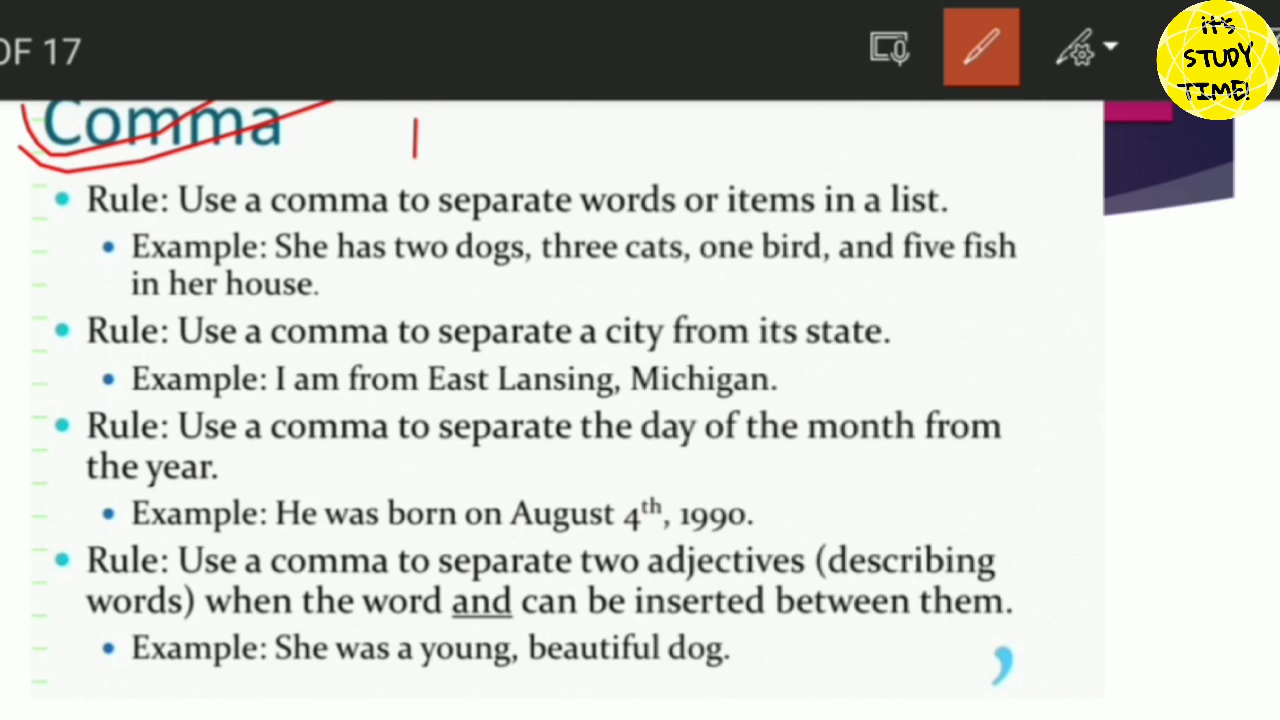 OF 17
it's
STUDY
TIME!
Comma
Rule: Use a comma to separate words or items in a list.
Example: She has two dogs, three cats, one bird, and five fish
in her house.
Rule: Use a comma to separate a city from its state.
Example: I am from East Lansing, Michigan.
Rule: Use a comma to separate the day of the month from
the year.
Example: He was born on August 4th, 1990.
Rule: Use a comma to separate two adjectives (describing
words) when the word and can be inserted between them.
Example: She was a young, beautiful dog.
,